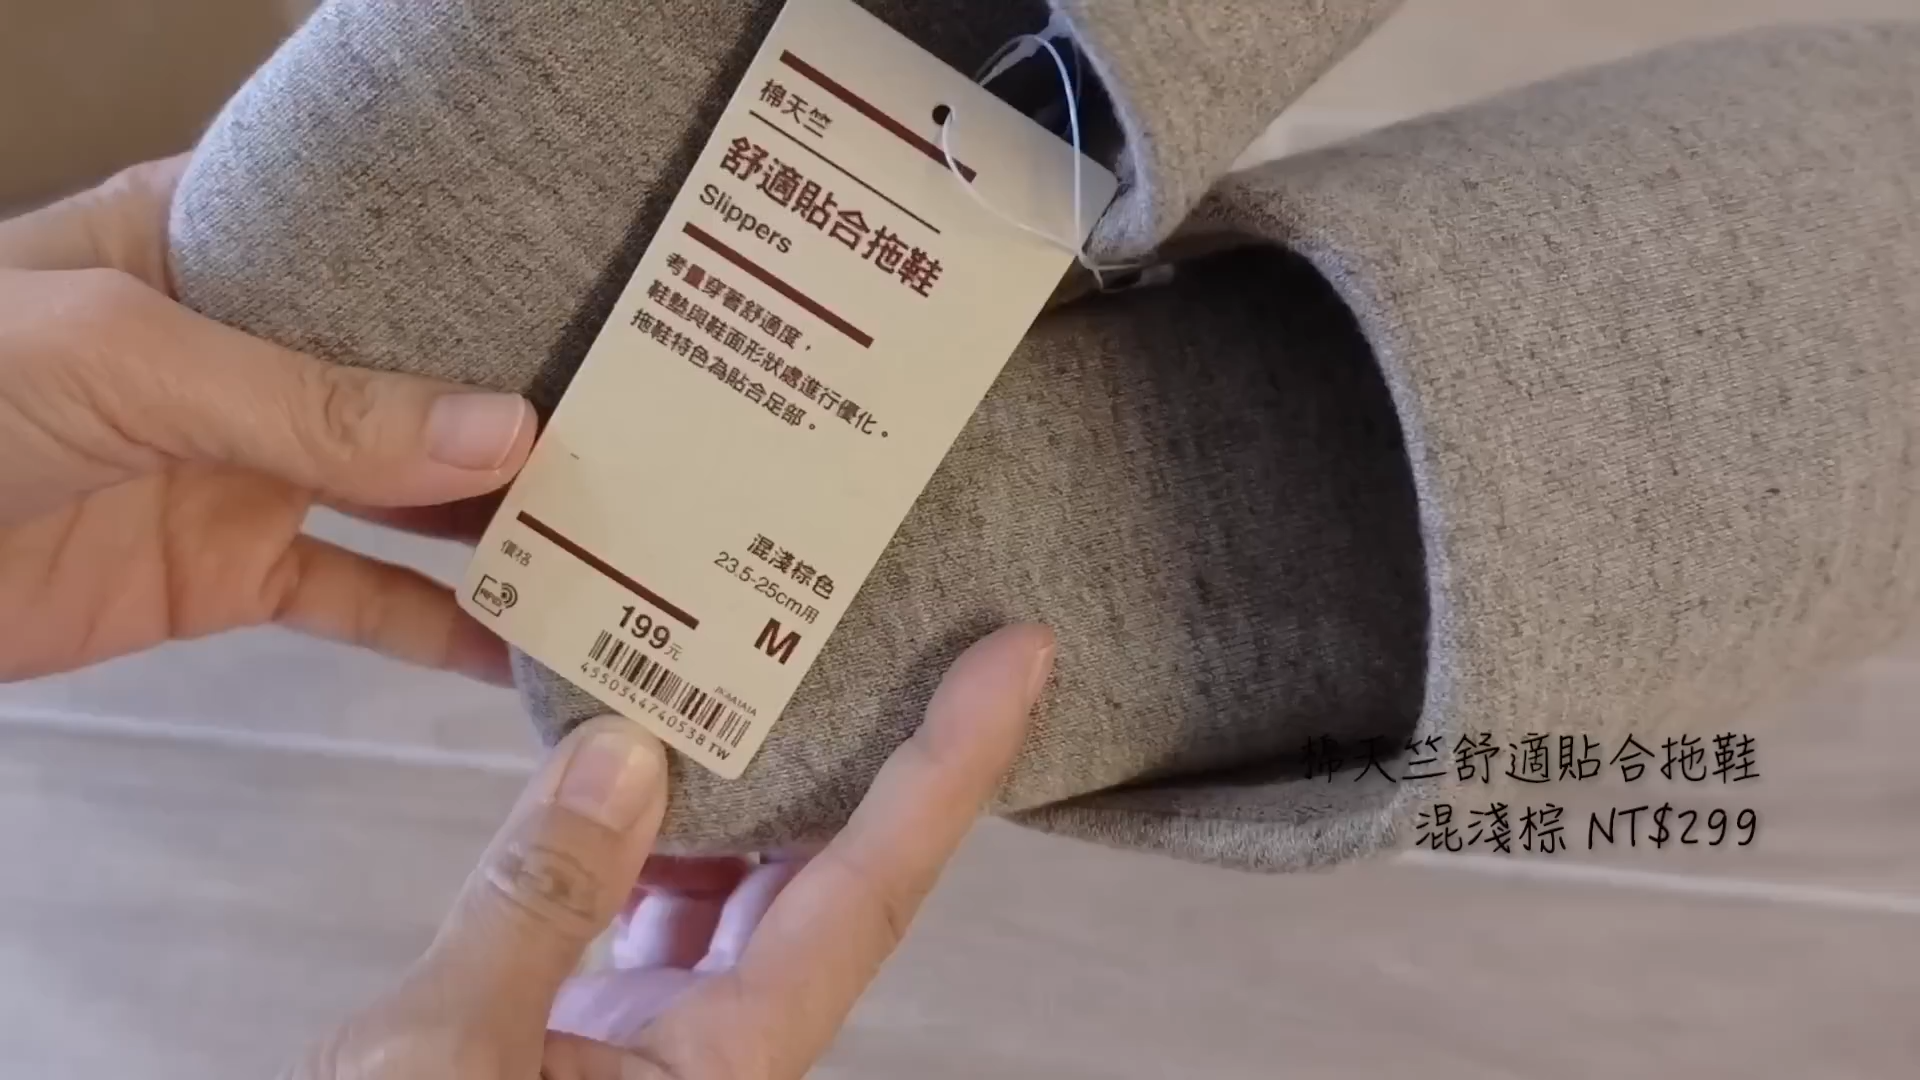 棉天竺
舒適貼合拖鞋
Slippers
考量穿著舒適度，
鞋墊與鞋面形狀處進行優化。
拖鞋特色為貼合足部。
混淺棕色
23.5-25cm用
M
價格
RFID
199元
4550344740538 TW
棉天竺舒適貼合拖鞋
混淺棕 NT$299